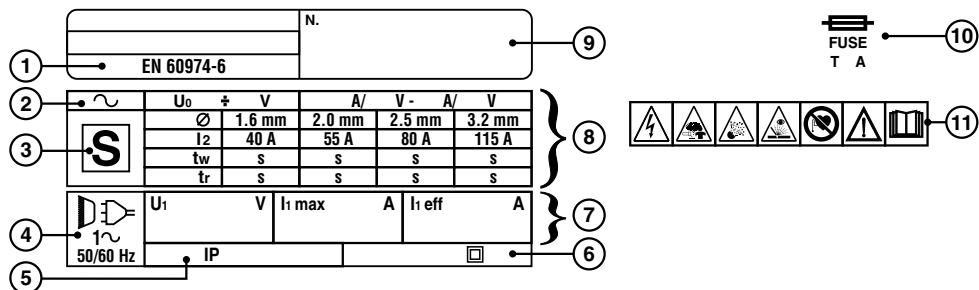 N.
1
EN 60974-6
9
FUSE
T A
10
2
U0 ÷ V A/ V - A/ V
Ø 1.6 mm 2.0 mm 2.5 mm 3.2 mm
3
S
I2 40 A 55 A 80 A 115 A
tw s s s s
tr s s s s
8
11
4
1~
50/60 Hz
U1 V I1 max A I1 eff A
7
5
IP
6